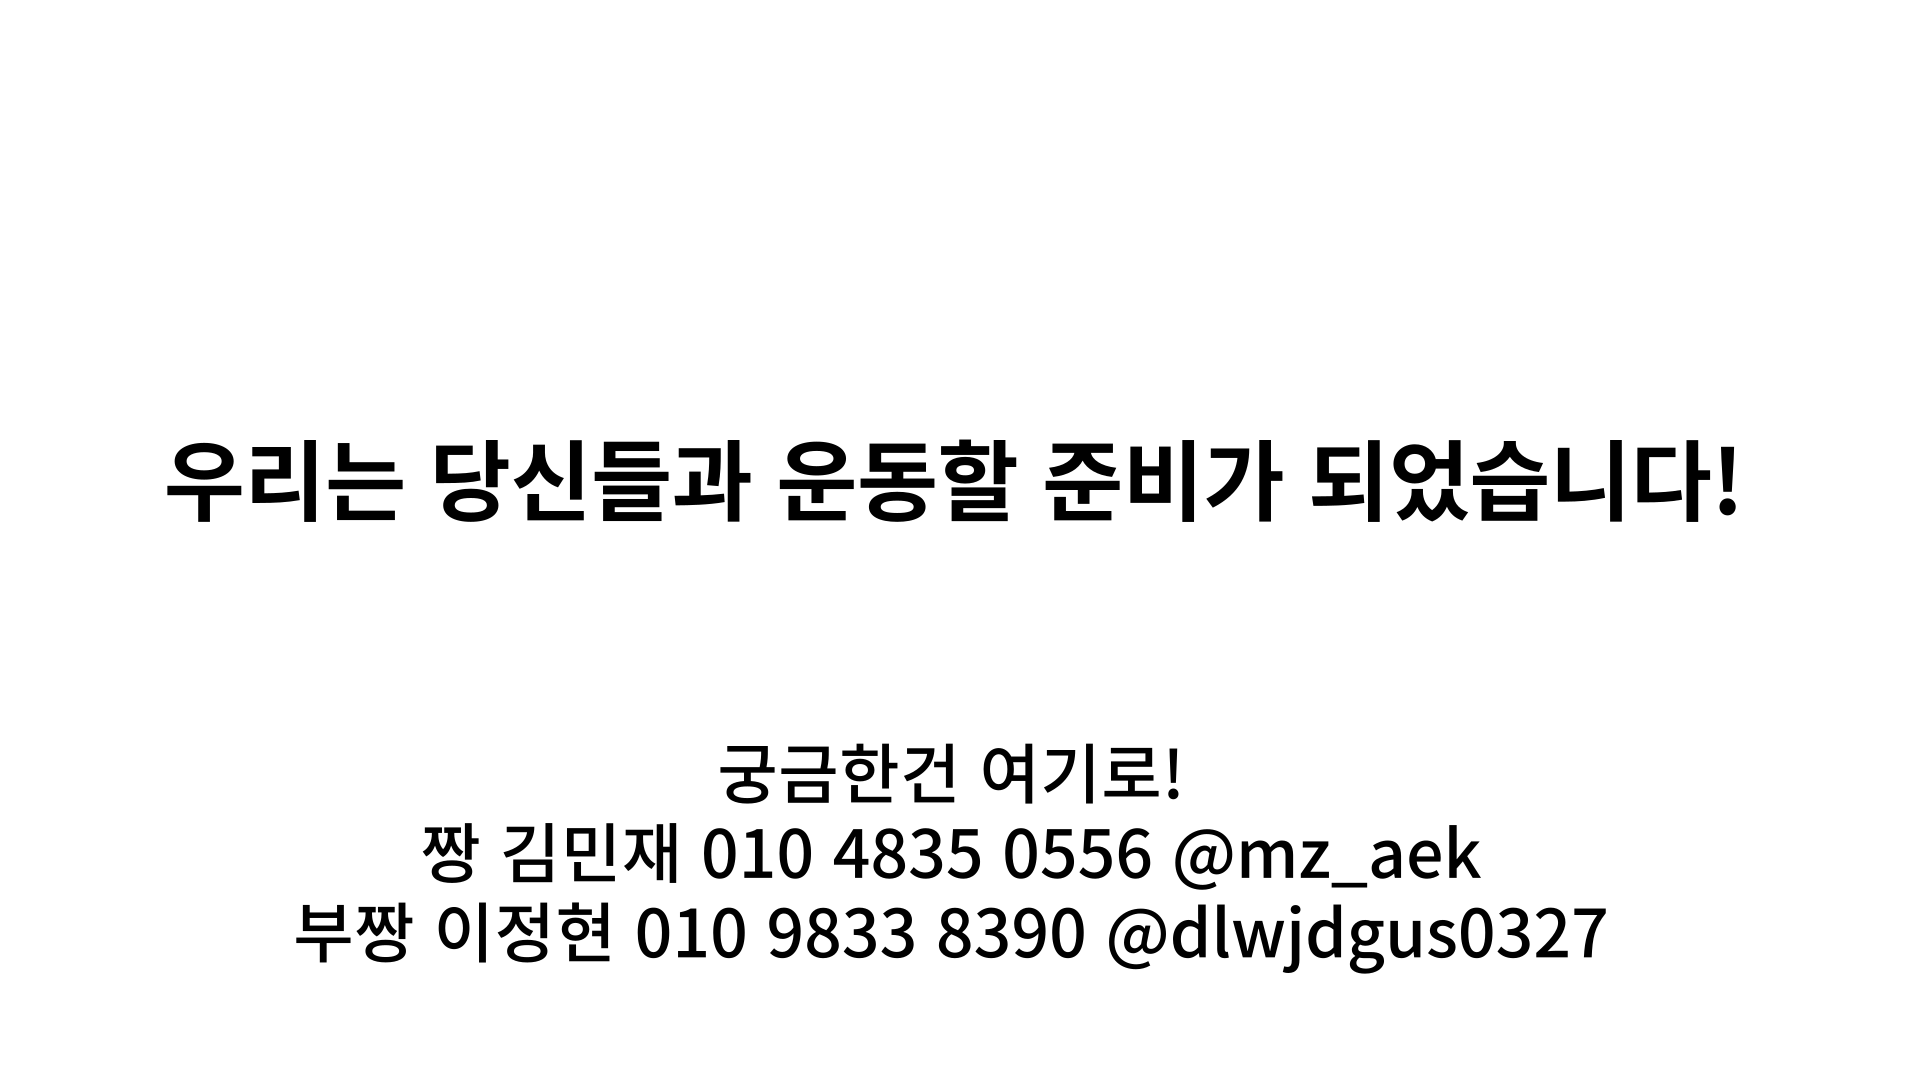 우리는 당신들과 운동할 준비가 되었습니다!
궁금한건 여기로!
짱 김민재 010 4835 0556 @mz_aek
부짱 이정현 010 9833 8390 @dlwjdgus0327